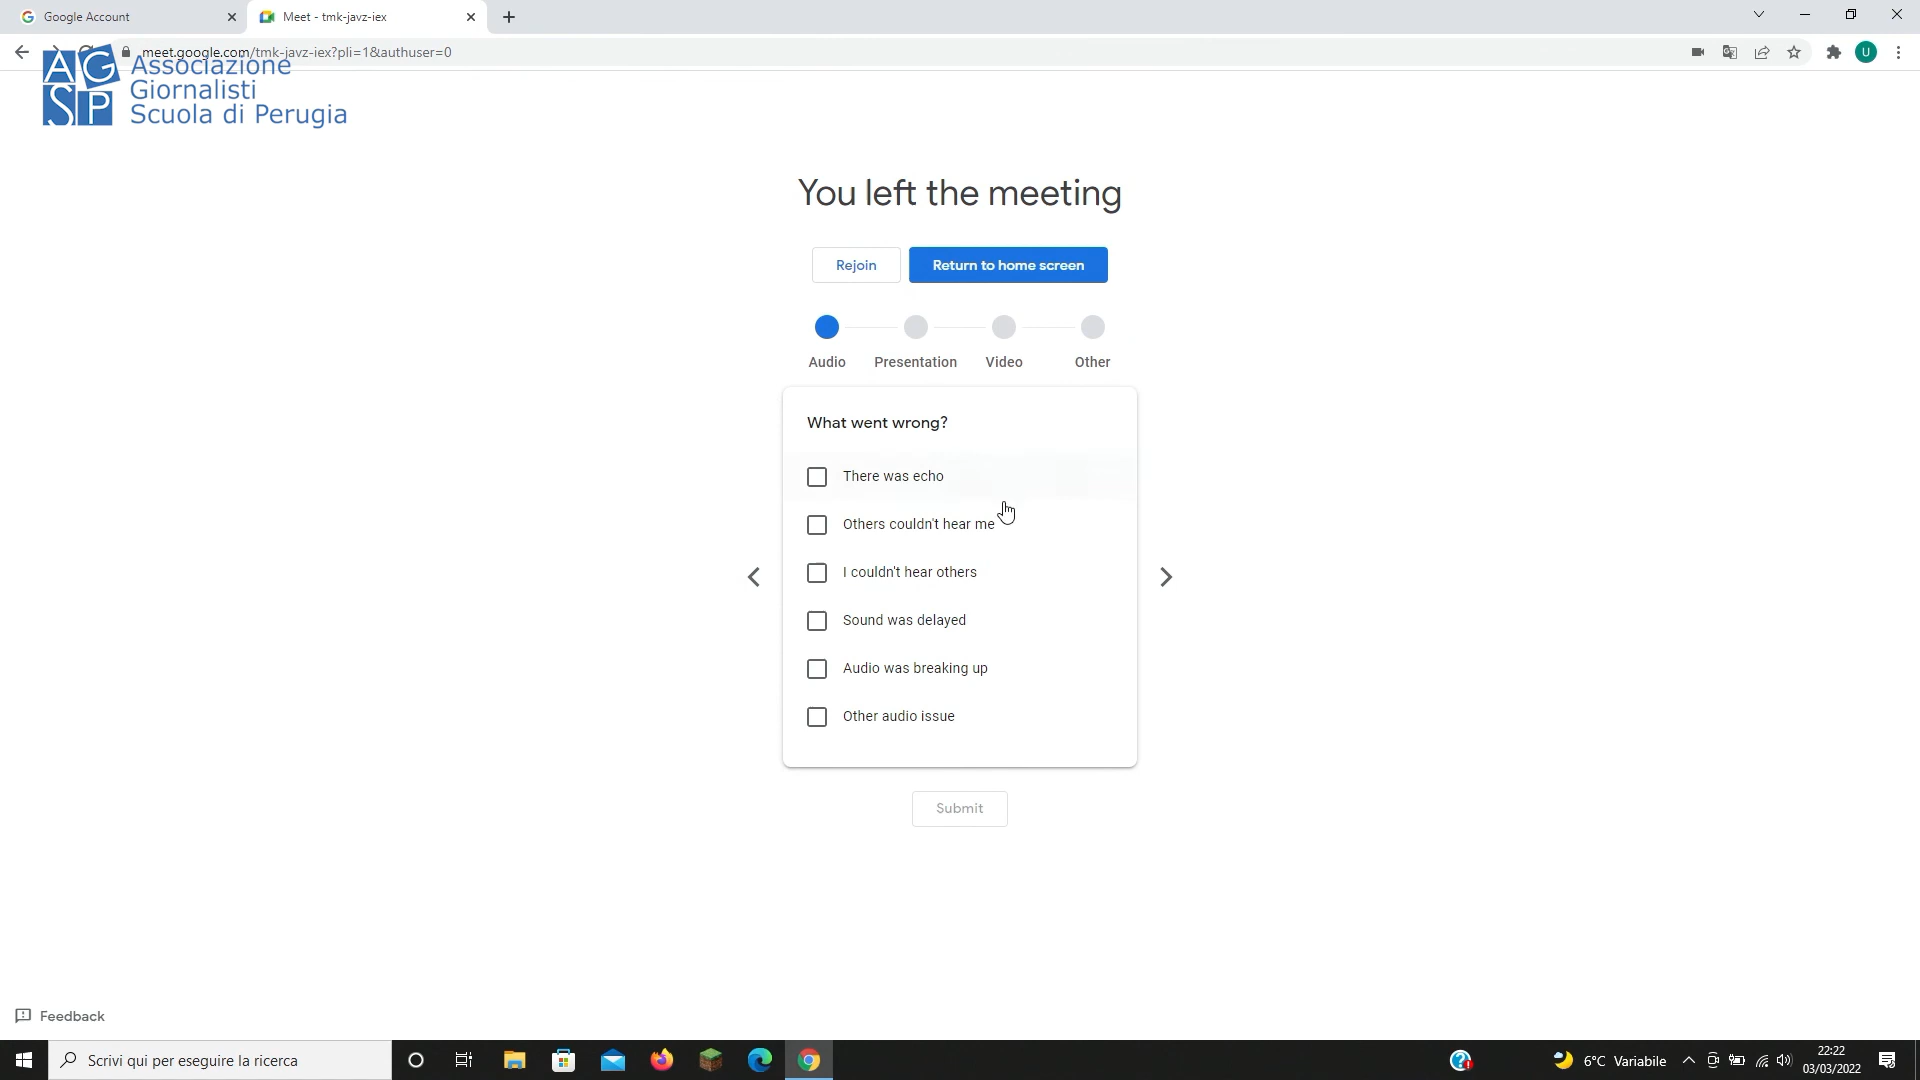 Google Account
Meet - tmk-javz-iex
meet.google.com/tmk-javz-iex?pli=1&authuser=0
U
AG
SP
Associazione
Giornalisti
Scuola di Perugia
You left the meeting
Rejoin
Return to home screen
Audio
Presentation
Video
Other
What went wrong?
There was echo
Others couldn't hear me
I couldn't hear others
Sound was delayed
Audio was breaking up
Other audio issue
Submit
Feedback
Scrivi qui per eseguire la ricerca
6°C Variabile
22:22
03/03/2022